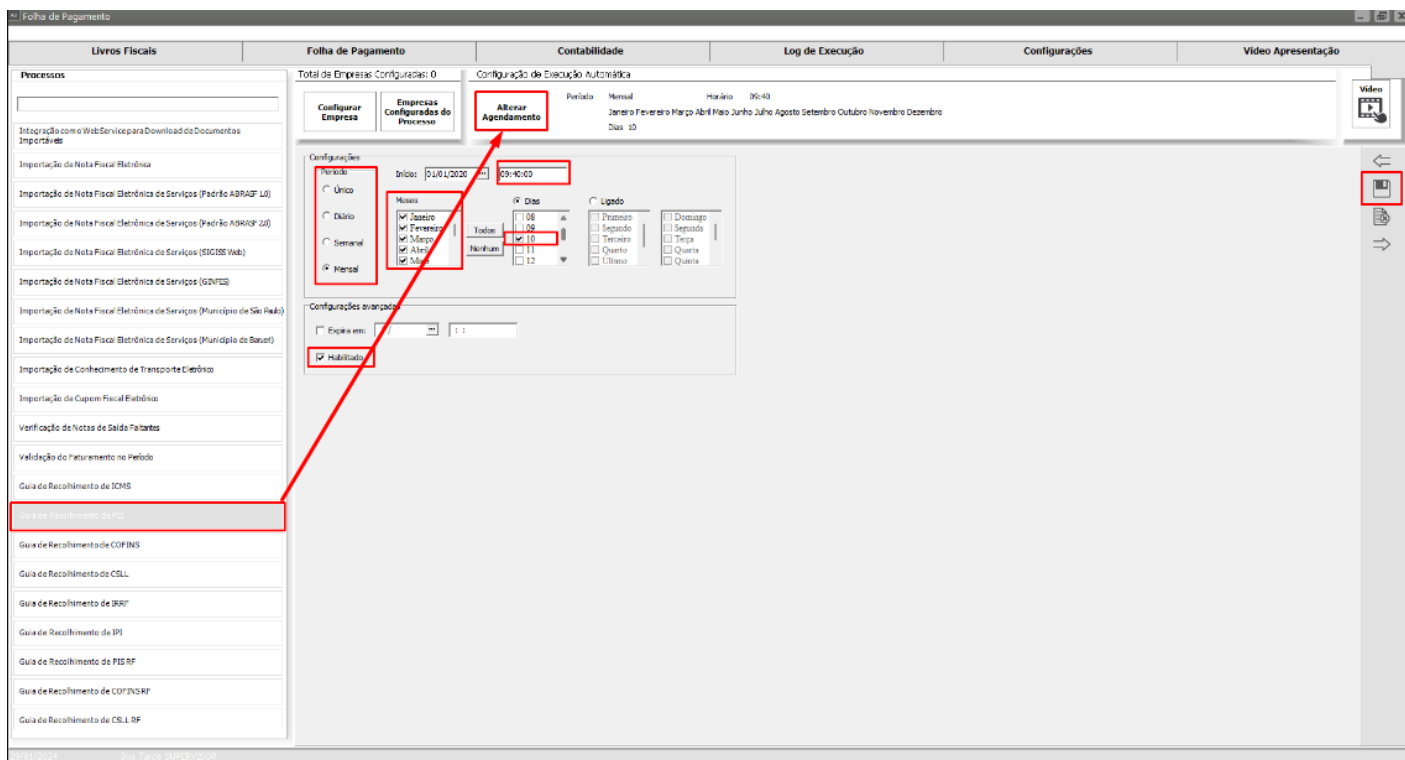 Folha de Pagamento
Livros Fiscais
Folha de Pagamento
Contabilidade
Log de Execução
Configurações
Vídeo Apresentação
Processos
Integração com o WebService para Download de Documentos
Importáveis
Importação de Nota Fiscal Eletrônica
Importação de Nota Fiscal Eletrônica de Serviços (Padrão ABRASF 1.0)
Importação de Nota Fiscal Eletrônica de Serviços (Padrão ABRASF 2.0)
Importação de Nota Fiscal Eletrônica de Serviços (SIGISS Web)
Importação de Nota Fiscal Eletrônica de Serviços (GINFES)
Importação de Nota Fiscal Eletrônica de Serviços (Município de São Paulo)
Importação de Nota Fiscal Eletrônica de Serviços (Município de Barueri)
Importação de Conhecimento de Transporte Eletrônico
Importação de Cupom Fiscal Eletrônico
Verificação de Notas de Saída Faltantes
Validação do Faturamento no Período
Guia de Recolhimento de ICMS
Guia de Recolhimento de PIS
Guia de Recolhimento de COFINS
Guia de Recolhimento de CSLL
Guia de Recolhimento de IRRF
Guia de Recolhimento de IPI
Guia de Recolhimento de PIS RF
Guia de Recolhimento de COFINS RF
Guia de Recolhimento de CSLL RF
Total de Empresas Configuradas: 0
Configurar
Empresa
Empresas
Configuradas do
Processo
Configuração de Execução Automática
Alterar
Agendamento
Período Mensal Horário 09:40
Janeiro Fevereiro Março Abril Maio Junho Julho Agosto Setembro Outubro Novembro Dezembro
Dias 10
Vídeo
Configurações
Período
Único
Diário
Semanal
Mensal
Início: 01/01/2020 ... 09:40:00
Meses
Janeiro
Fevereiro
Março
Abril
Maio
Todos
Nenhum
Dias
08
09
10
11
12
Ligado
Primeiro
Segundo
Terceiro
Quarto
Último
Domingo
Segunda
Terça
Quarta
Quinta
Configurações avançadas
Expira em: / ... : :
Habilitado
SUPERVISOR